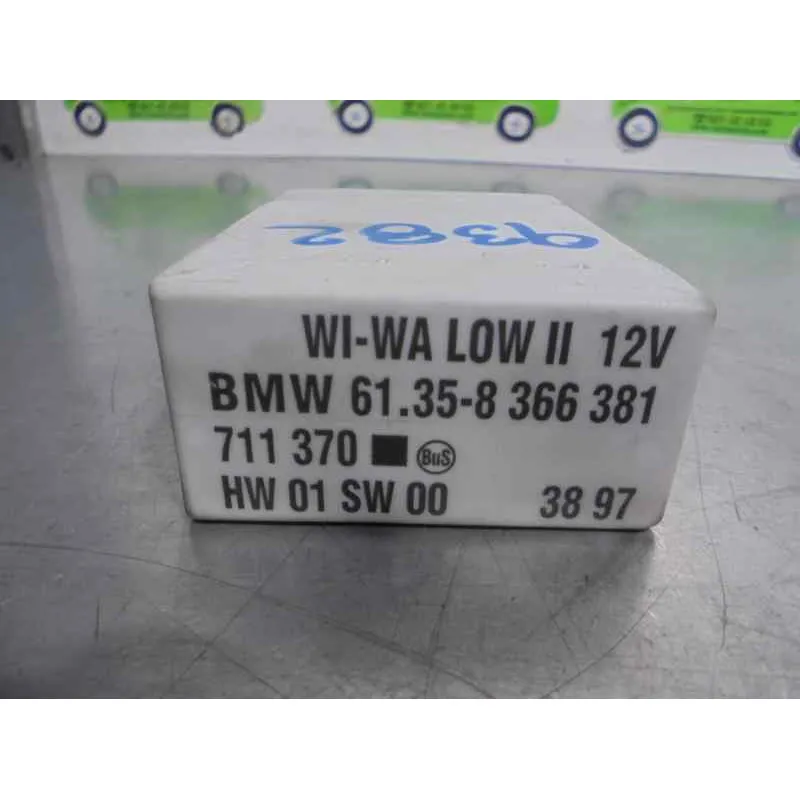 9382
WI-WA LOW II 12V
BMW 61.35-8 366 381
711 370 ■ BuS
HW 01 SW 00 38 97